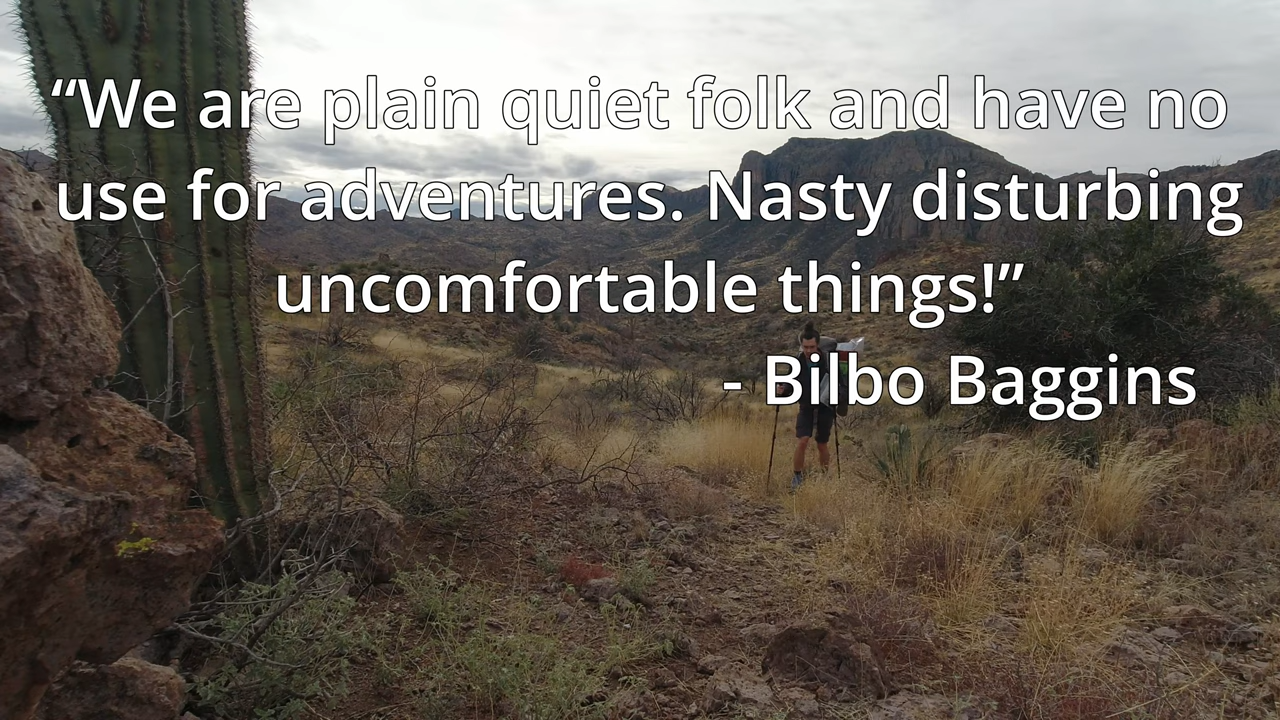 “We are plain quiet folk and have no
use for adventures. Nasty disturbing
uncomfortable things!”
- Bilbo Baggins